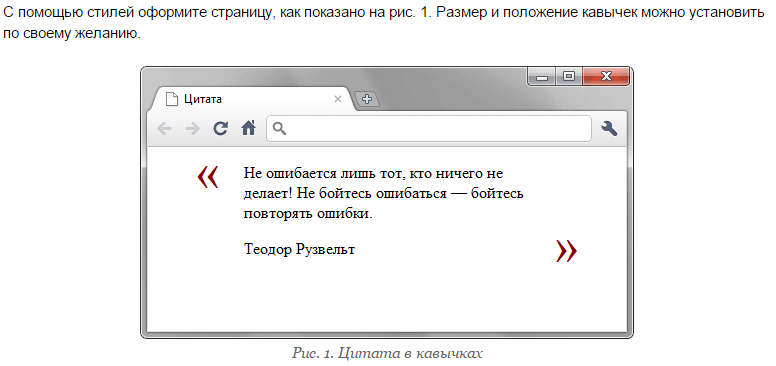 С помощью стилей оформите страницу, как показано на рис. 1. Размер и положение кавычек можно установить
по своему желанию.
Цитата
«
Не ошибается лишь тот, кто ничего не
делает! Не бойтесь ошибаться — бойтесь
повторять ошибки.
Теодор Рузвельт
»
Рис. 1. Цитата в кавычках